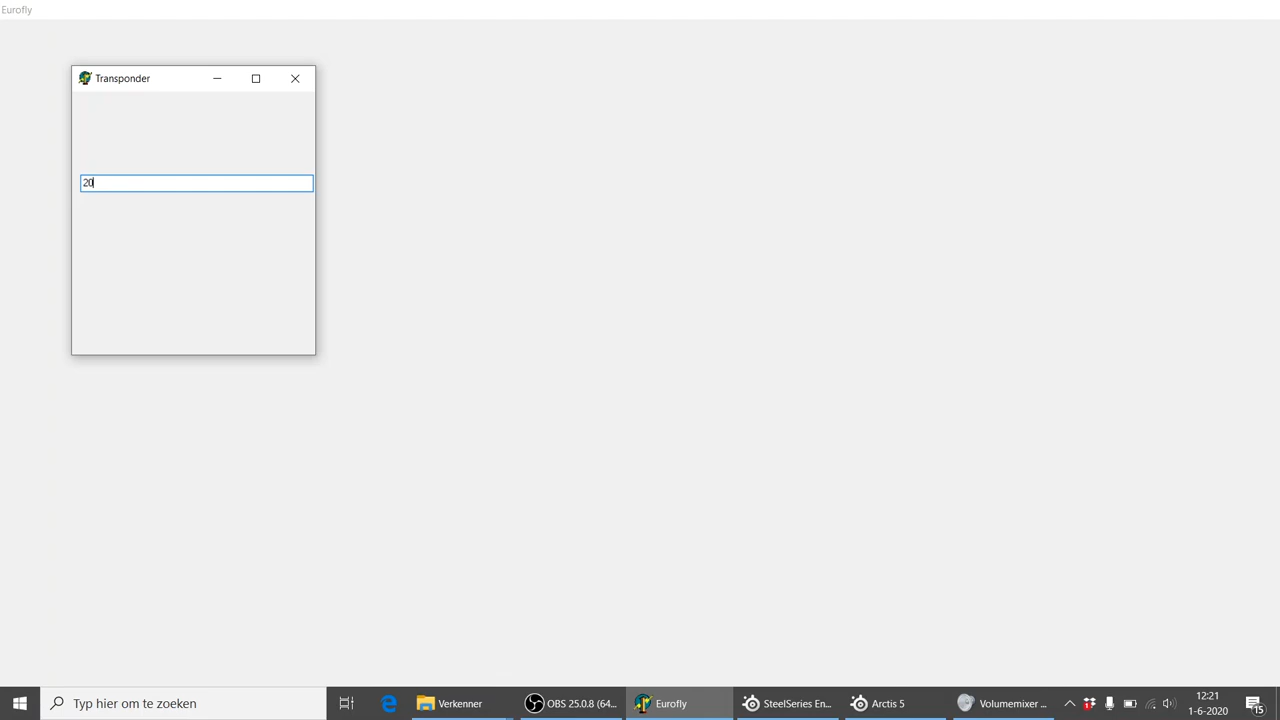 Eurofly
Transponder
20
Typ hier om te zoeken
Verkenner
OBS 25.0.8 (64...
Eurofly
SteelSeries En...
Arctis 5
Volumemixer ...
12:21
1-6-2020
15